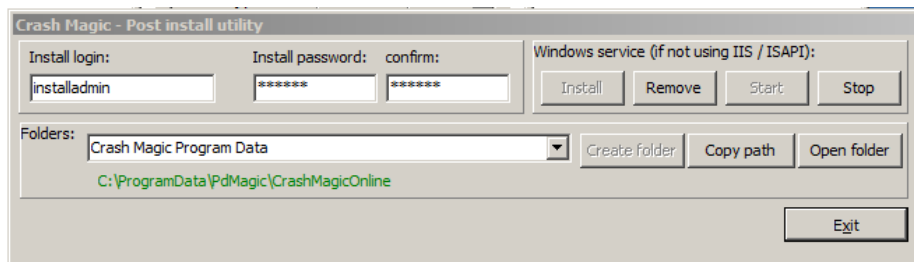 Crash Magic - Post install utility
Install login:
Install password:
confirm:
installadmin
******
******
Windows service (if not using IIS / ISAPI):
Install
Remove
Start
Stop
Folders:
Crash Magic Program Data
Create folder
Copy path
Open folder
C:\ProgramData\PdMagic\CrashMagicOnline
Exit